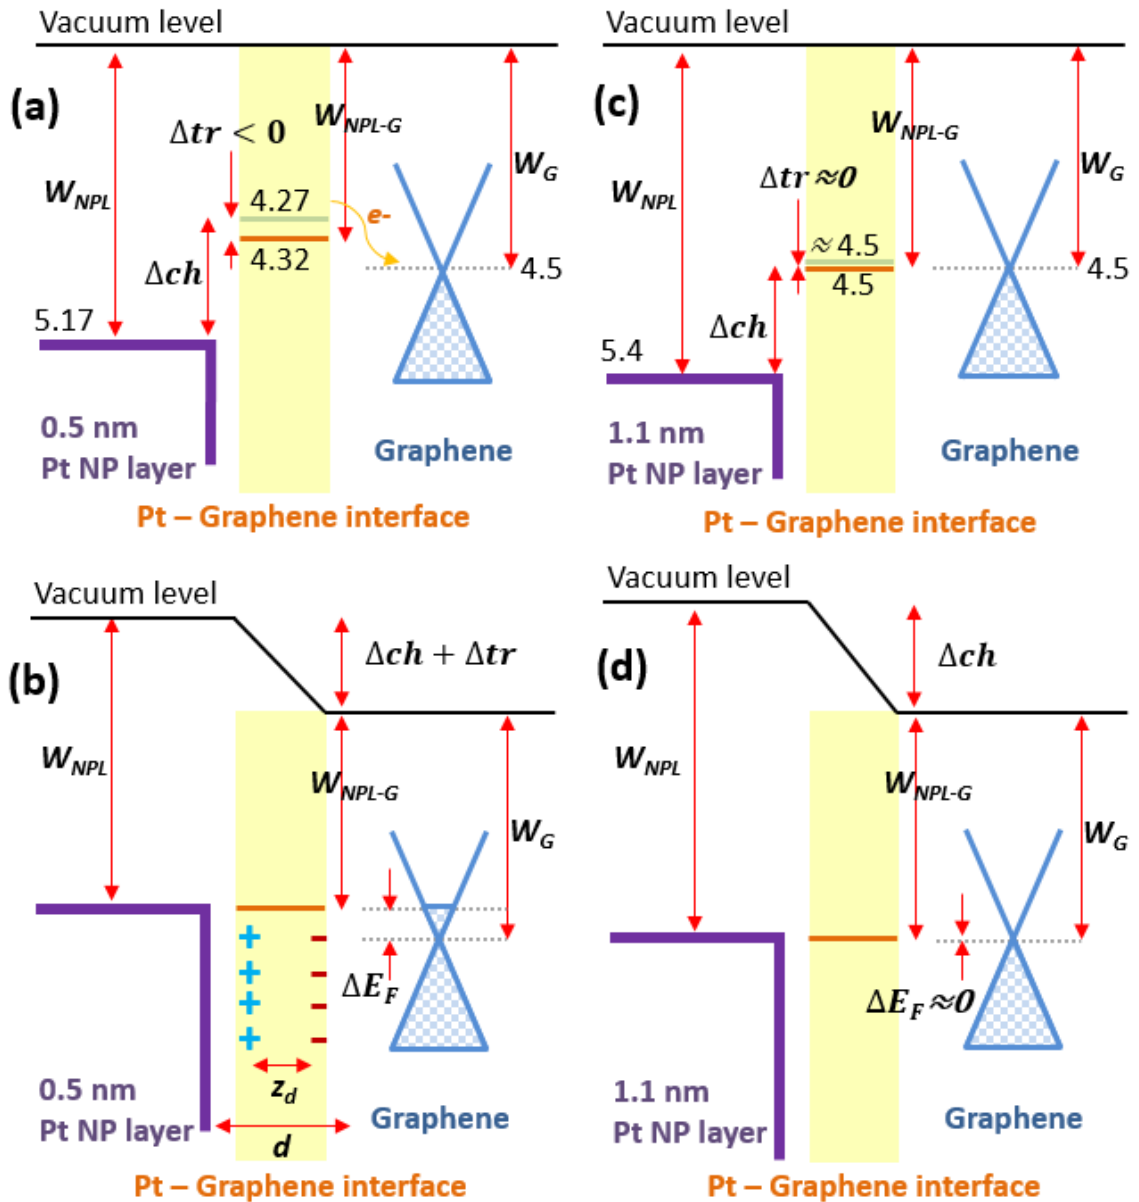 Vacuum level
(a)
Δtr < 0
W_NPL-G
W_G
W_NPL
4.27
e-
4.32
Δch
4.5
5.17
0.5 nm
Pt NP layer
Graphene
Pt – Graphene interface
Vacuum level
(c)
W_NPL-G
W_G
W_NPL
Δtr ≈0
≈ 4.5
4.5
4.5
Δch
5.4
1.1 nm
Pt NP layer
Graphene
Pt – Graphene interface
Vacuum level
(b)
Δch + Δtr
W_NPL
W_NPL-G
W_G
+ -
+ -
+ -
+ -
ΔE_F
z_d
d
0.5 nm
Pt NP layer
Graphene
Pt – Graphene interface
Vacuum level
(d)
Δch
W_NPL
W_NPL-G
W_G
ΔE_F ≈0
1.1 nm
Pt NP layer
Graphene
Pt – Graphene interface